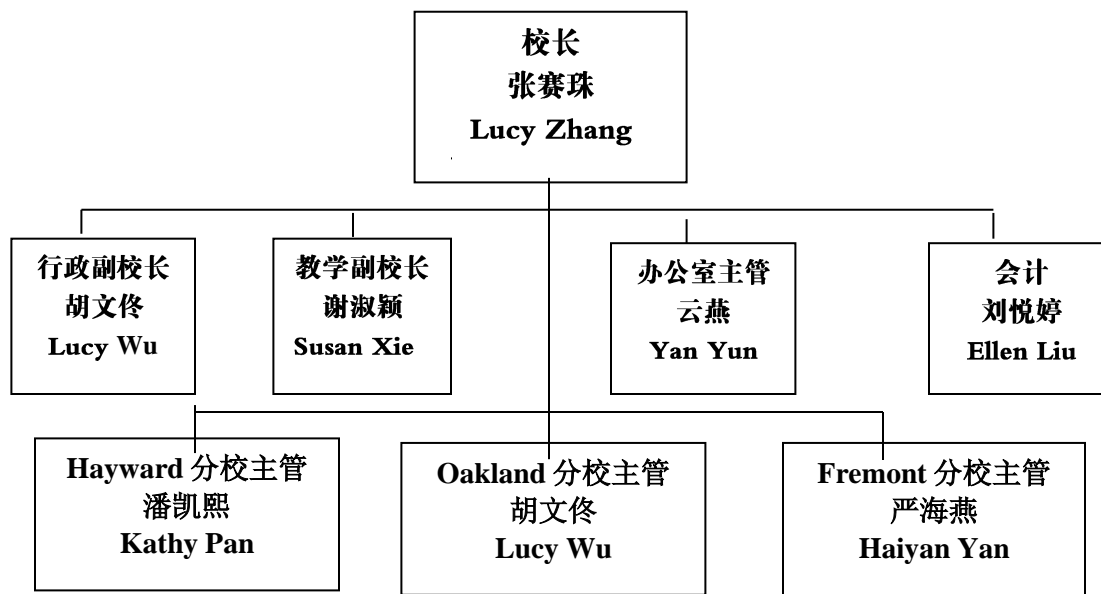 校长
张赛珠
Lucy Zhang
行政副校长
胡文佟
Lucy Wu
教学副校长
谢淑颖
Susan Xie
办公室主管
云燕
Yan Yun
会计
刘悦婷
Ellen Liu
Hayward 分校主管
潘凯熙
Kathy Pan
Oakland 分校主管
胡文佟
Lucy Wu
Fremont 分校主管
严海燕
Haiyan Yan